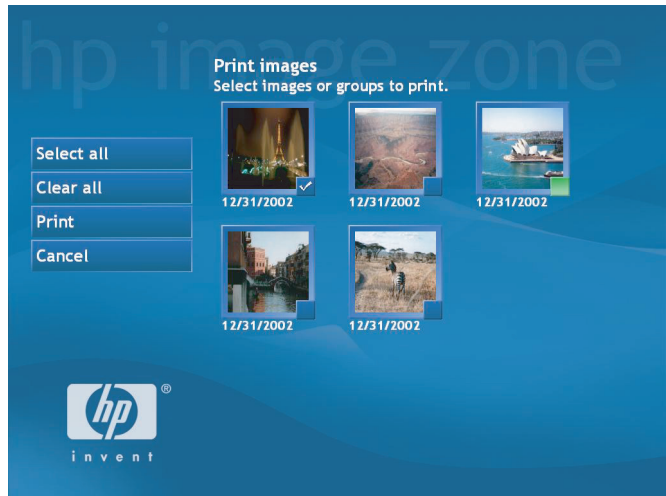 hp image zone
Print images
Select images or groups to print.
Select all
Clear all
Print
Cancel
12/31/2002
12/31/2002
12/31/2002
12/31/2002
12/31/2002
hp®
invent